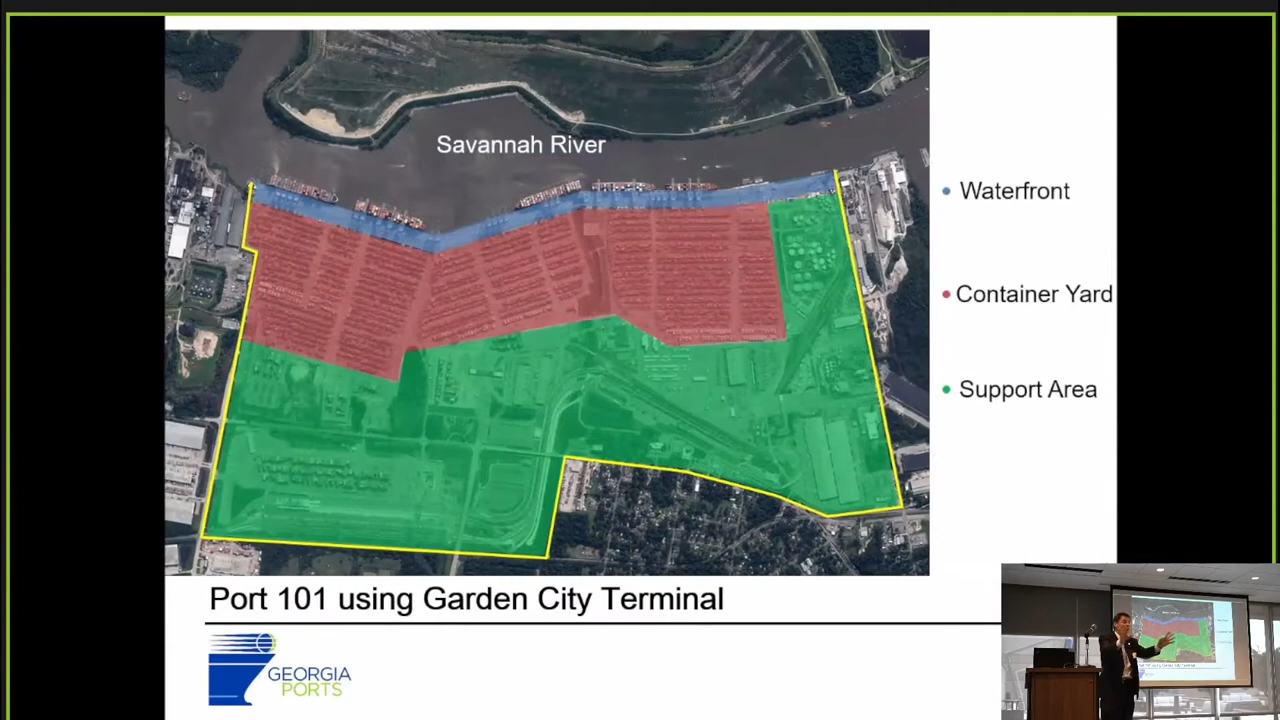 Savannah River
• Waterfront
• Container Yard
• Support Area
Port 101 using Garden City Terminal
GEORGIA
PORTS